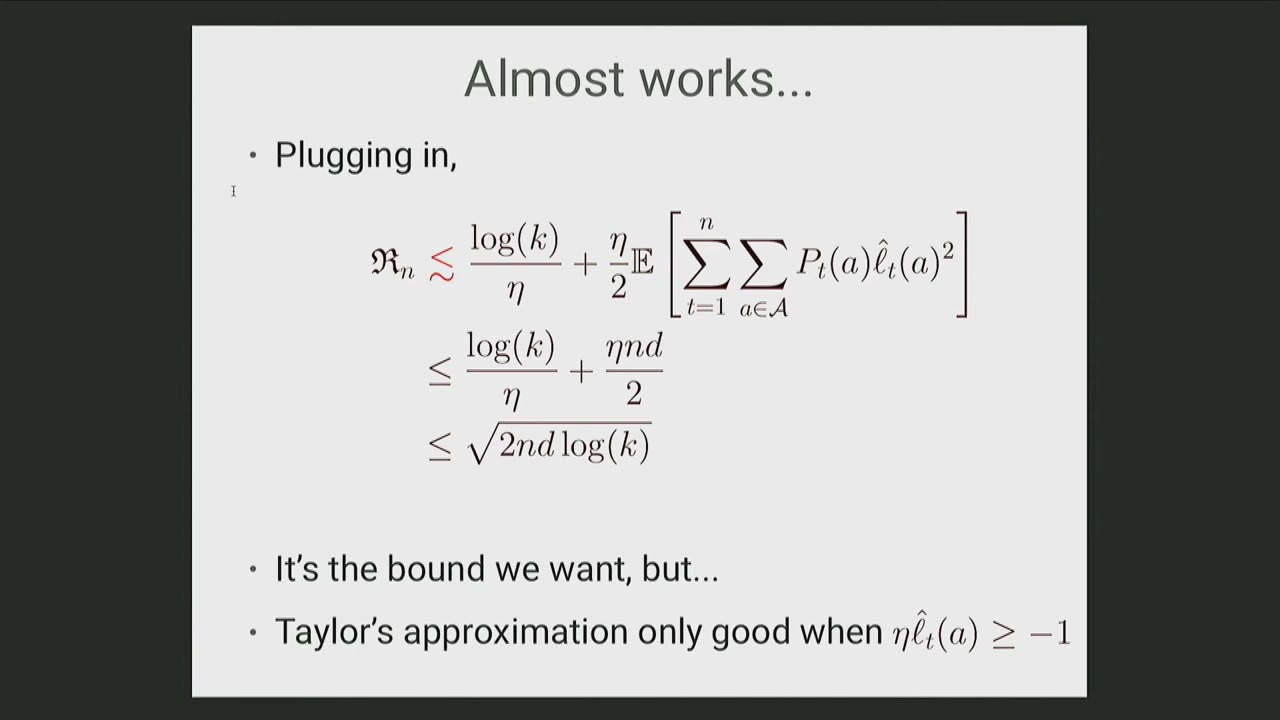 Almost works...
• Plugging in,
$\mathfrak{R}_n \lesssim \frac{\log(k)}{\eta} + \frac{\eta}{2}\mathbb{E}\left[\sum_{t=1}^{n} \sum_{a \in \mathcal{A}} P_t(a)\hat{\ell}_t(a)^2\right]$
$\leq \frac{\log(k)}{\eta} + \frac{\eta n d}{2}$
$\leq \sqrt{2nd\log(k)}$
• It's the bound we want, but...
• Taylor's approximation only good when $\eta\hat{\ell}_t(a) \geq -1$